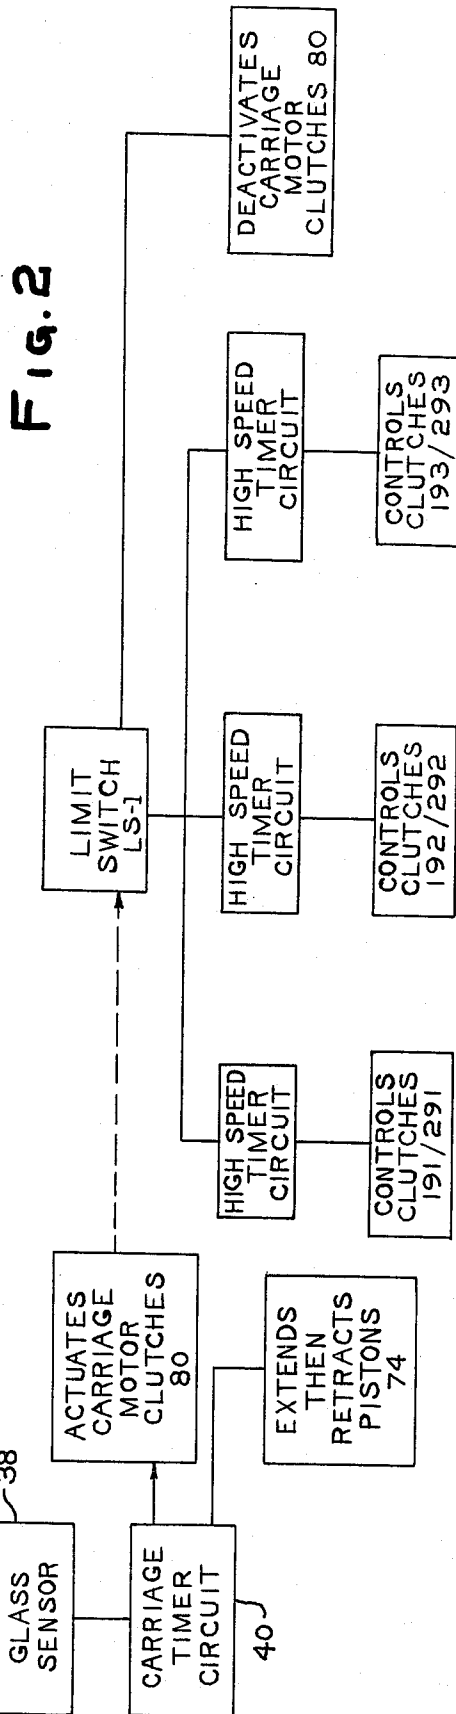 FIG. 2
GLASS
SENSOR
38
CARRIAGE
TIMER
CIRCUIT
40
ACTUATES
CARRIAGE
MOTOR
CLUTCHES
80
EXTENDS
THEN
RETRACTS
PISTONS
74
LIMIT
SWITCH
LS-1
HIGH SPEED
TIMER
CIRCUIT
CONTROLS
CLUTCHES
191/291
HIGH SPEED
TIMER
CIRCUIT
CONTROLS
CLUTCHES
192/292
HIGH SPEED
TIMER
CIRCUIT
CONTROLS
CLUTCHES
193/293
DEACTIVATES
CARRIAGE
MOTOR
CLUTCHES 80